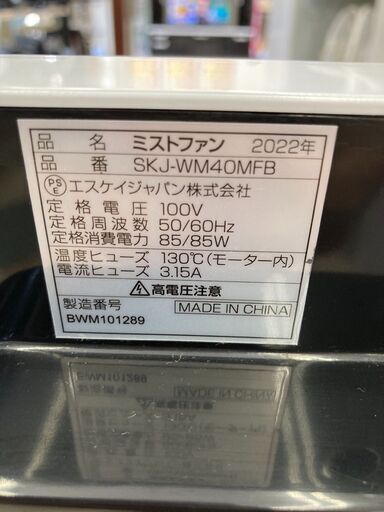 品 名 ミストファン 2022年
品 番 SKJ-WM40MFB
PSE エスケイジャパン株式会社
定 格 電 圧 100V
定格周波数 50/60Hz
定格消費電力 85/85W
温度ヒューズ 130℃(モーター内)
電流ヒューズ 3.15A
⚠高電圧注意
製造番号 MADE IN CHINA
BWM101289